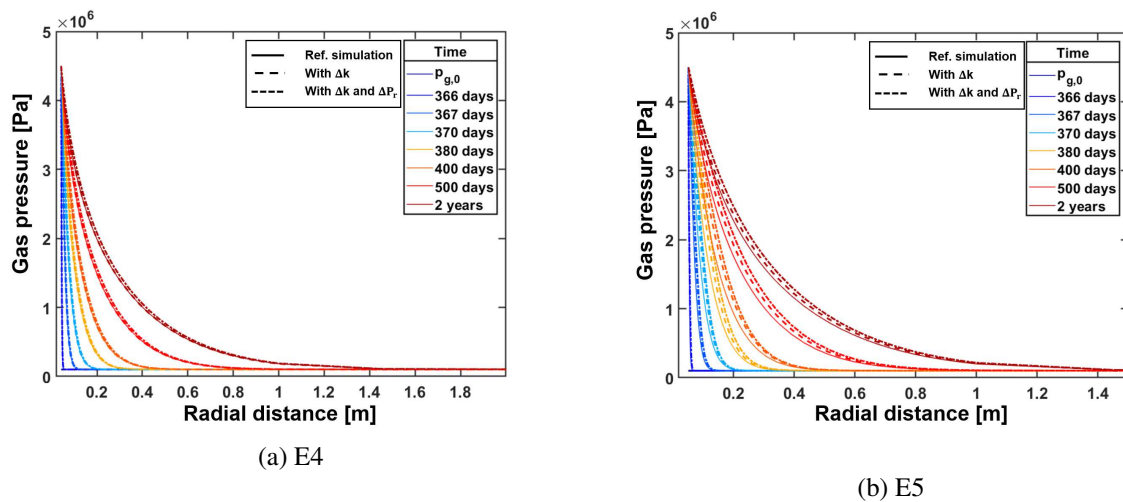 ×10⁶
5
4
3
2
1
0
Gas pressure [Pa]
Ref. simulation
With Δk
With Δk and ΔPᵣ
Time
p_g,0
366 days
367 days
370 days
380 days
400 days
500 days
2 years
0.2 0.4 0.6 0.8 1 1.2 1.4 1.6 1.8
Radial distance [m]
(a) E4
×10⁶
5
4
3
2
1
0
Gas pressure [Pa]
Ref. simulation
With Δk
With Δk and ΔPᵣ
Time
p_g,0
366 days
367 days
370 days
380 days
400 days
500 days
2 years
0.2 0.4 0.6 0.8 1 1.2 1.4
Radial distance [m]
(b) E5